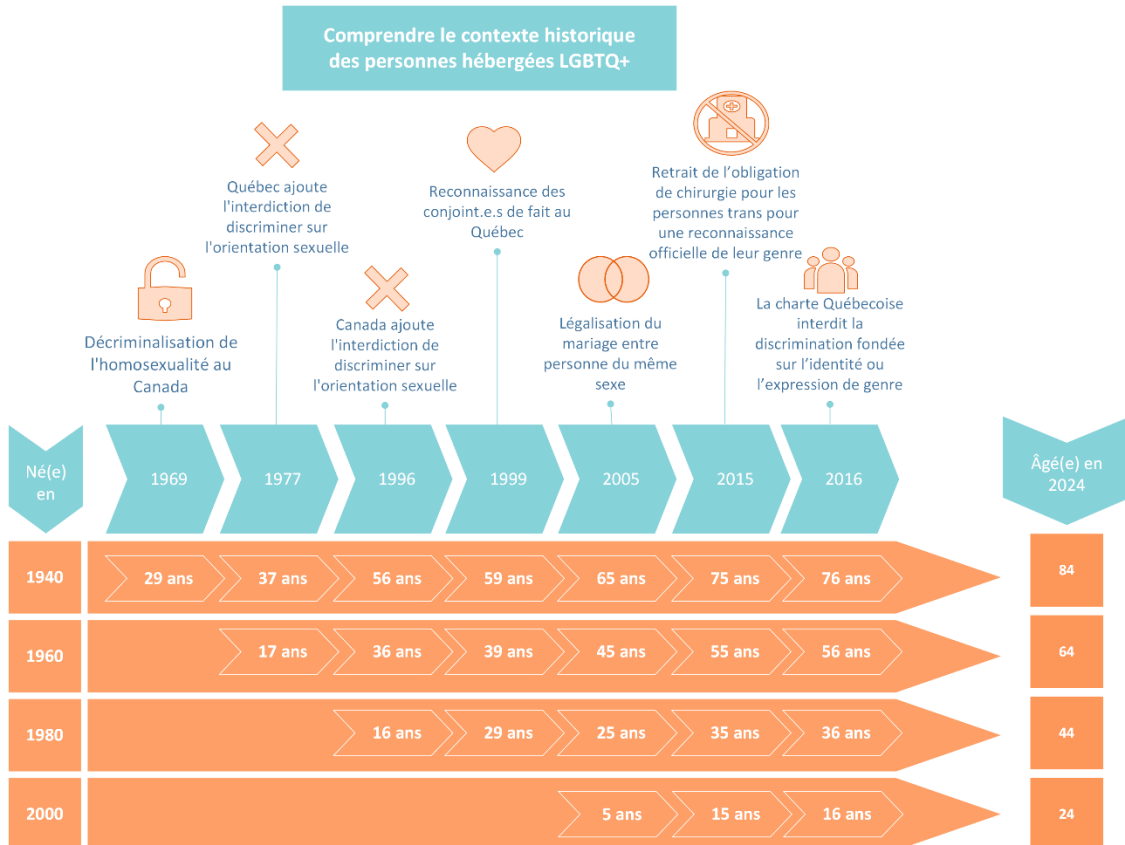 Comprendre le contexte historique
des personnes hébergées LGBTQ+
Décriminalisation de
l'homosexualité au
Canada
Québec ajoute
l'interdiction de
discriminer sur
l'orientation sexuelle
Canada ajoute
l'interdiction de
discriminer sur
l'orientation sexuelle
Reconnaissance des
conjoint.e.s de fait au
Québec
Légalisation du
mariage entre
personne du même
sexe
Retrait de l’obligation
de chirurgie pour les
personnes trans pour
une reconnaissance
officielle de leur genre
La charte Québecoise
interdit la
discrimination fondée
sur l’identité ou
l’expression de genre
Né(e)
en
1969
1977
1996
1999
2005
2015
2016
Âgé(e) en
2024
1940
29 ans
37 ans
56 ans
59 ans
65 ans
75 ans
76 ans
84
1960
17 ans
36 ans
39 ans
45 ans
55 ans
56 ans
64
1980
16 ans
29 ans
25 ans
35 ans
36 ans
44
2000
5 ans
15 ans
16 ans
24